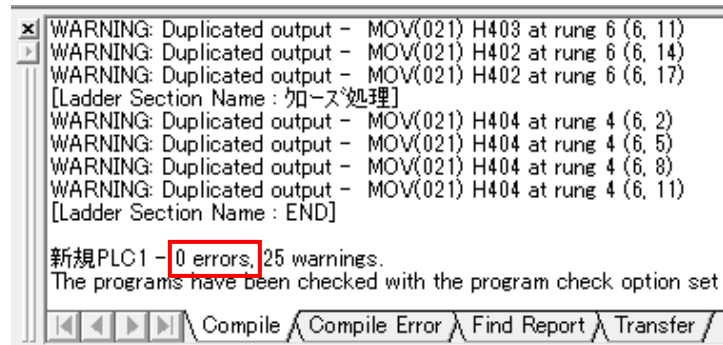 WARNING: Duplicated output - MOV(021) H403 at rung 6 (6, 11)
WARNING: Duplicated output - MOV(021) H402 at rung 6 (6, 14)
WARNING: Duplicated output - MOV(021) H402 at rung 6 (6, 17)
[Ladder Section Name : クローズ処理]
WARNING: Duplicated output - MOV(021) H404 at rung 4 (6, 2)
WARNING: Duplicated output - MOV(021) H404 at rung 4 (6, 5)
WARNING: Duplicated output - MOV(021) H404 at rung 4 (6, 8)
WARNING: Duplicated output - MOV(021) H404 at rung 4 (6, 11)
[Ladder Section Name : END]
新規PLC1 - 0 errors, 25 warnings.
The programs have been checked with the program check option set
Compile Compile Error Find Report Transfer